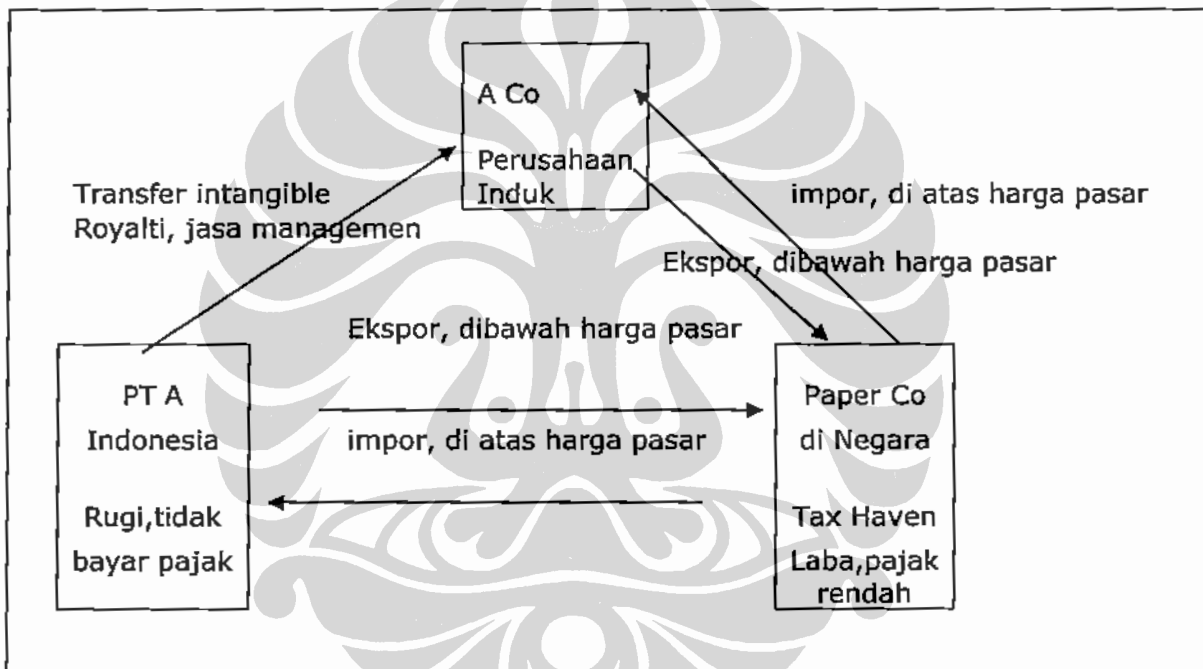 A Co
Perusahaan
Induk
Transfer intangible
Royalti, jasa managemen
impor, di atas harga pasar
Ekspor, dibawah harga pasar
Ekspor, dibawah harga pasar
impor, di atas harga pasar
PT A
Indonesia
Rugi,tidak
bayar pajak
Paper Co
di Negara
Tax Haven
Laba,pajak
rendah